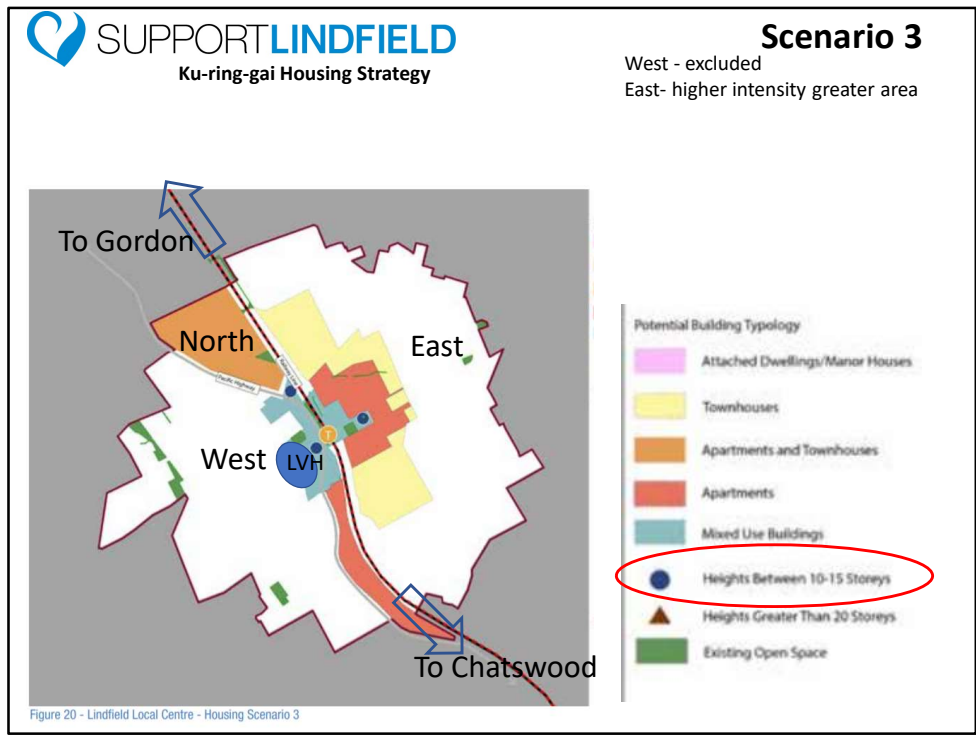 SUPPORTLINDFIELD
Ku-ring-gai Housing Strategy
Scenario 3
West - excluded
East- higher intensity greater area
To Gordon
North
East
Railway Line
Pacific Highway
T
West
LVH
To Chatswood
Potential Building Typology
Attached Dwellings/Manor Houses
Townhouses
Apartments and Townhouses
Apartments
Mixed Use Buildings
Heights Between 10-15 Storeys
Heights Greater Than 20 Storeys
Existing Open Space
Figure 20 - Lindfield Local Centre - Housing Scenario 3